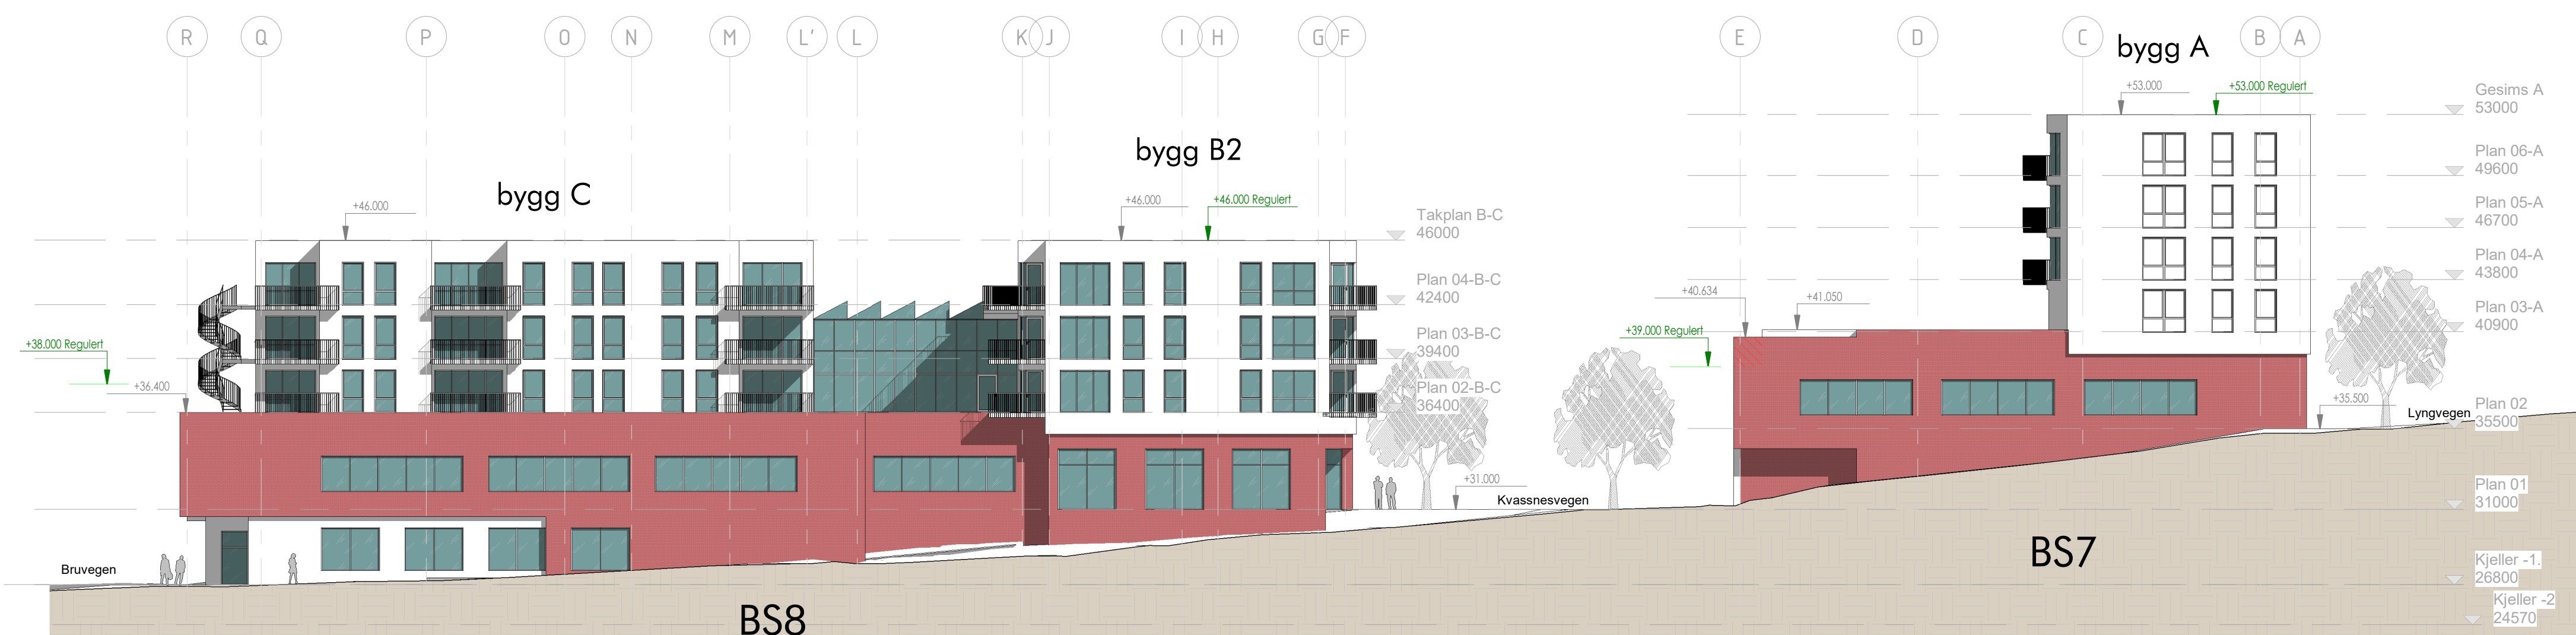 R Q P O N M L' L K J I H G F E D C B A
bygg A
bygg B2
bygg C
+53.000
+53.000 Regulert
Gesims A
53000
Plan 06-A
49600
Plan 05-A
46700
Plan 04-A
43800
Plan 03-A
40900
+46.000
+46.000
+46.000 Regulert
Takplan B-C
46000
Plan 04-B-C
42400
Plan 03-B-C
39400
Plan 02-B-C
36400
+40.634
+41.050
+39.000 Regulert
+38.000 Regulert
+36.400
+35.500
Lyngvegen
Plan 02
35500
+31.000
Kvassnesvegen
Plan 01
31000
Bruvegen
BS7
Kjeller -1.
26800
BS8
Kjeller -2
24570